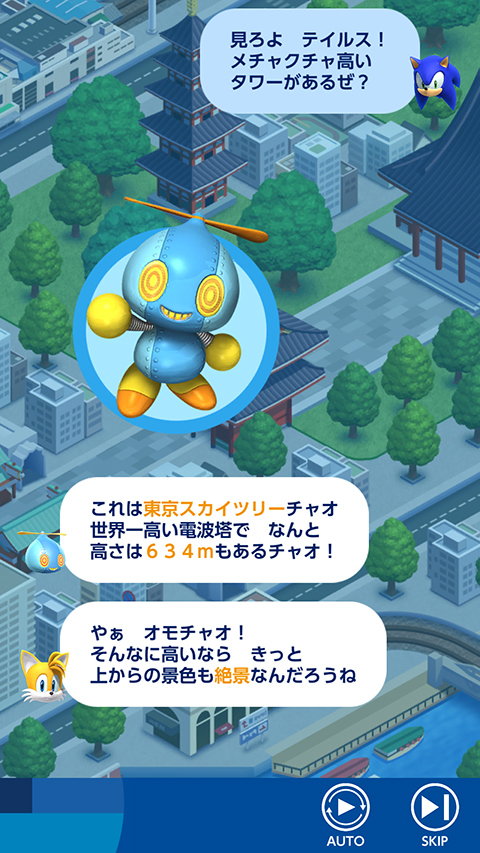 見ろよ　テイルス！
メチャクチャ高い
タワーがあるぜ？
これは東京スカイツリーチャオ
世界一高い電波塔で　なんと
高さは６３４ｍもあるチャオ！
やぁ　オモチャオ！
そんなに高いなら　きっと
上からの景色も絶景なんだろうね
AUTO
SKIP